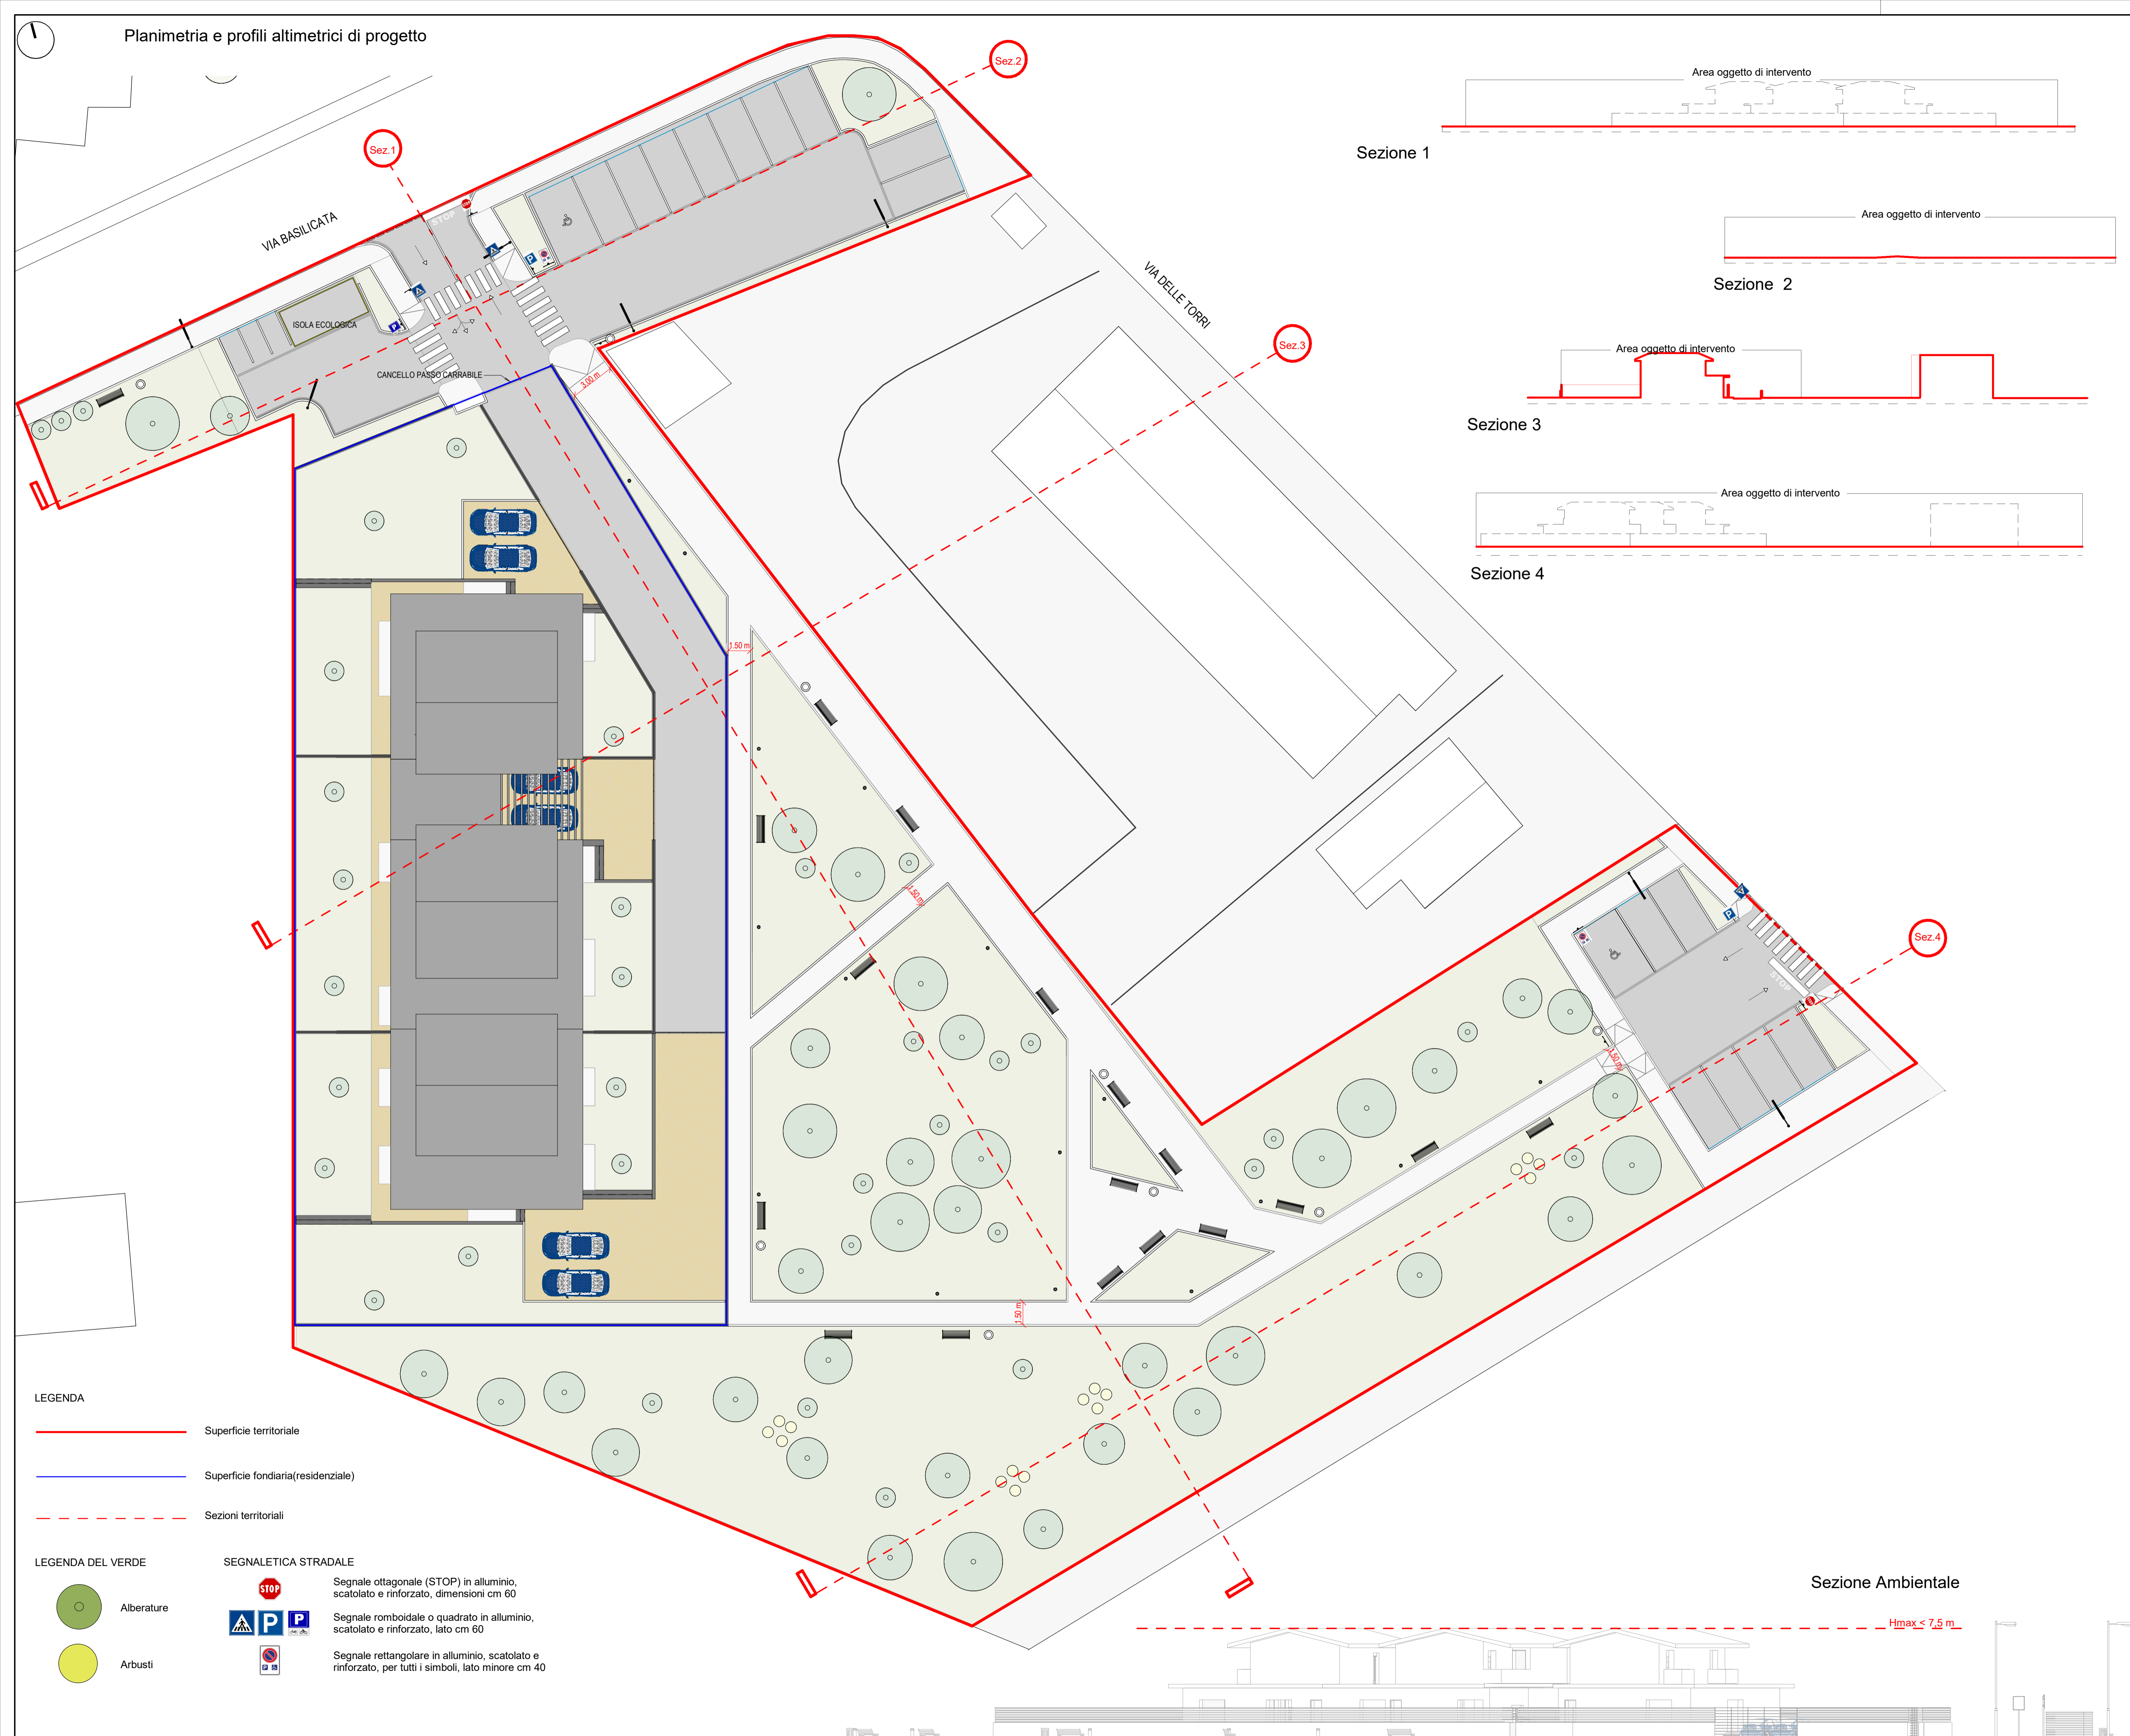 Planimetria e profili altimetrici di progetto
Sez.2
Sez.1
Sez.3
Sez.4
VIA BASILICATA
VIA DELLE TORRI
STOP
ISOLA ECOLOGICA
CANCELLO PASSO CARRABILE
3,00 m
1.50 m
1.50 m
1.50 m
1.50 m
P
P
P
STOP
Area oggetto di intervento
Sezione 1
Area oggetto di intervento
Sezione 2
Area oggetto di intervento
Sezione 3
Area oggetto di intervento
Sezione 4
LEGENDA
Superficie territoriale
Superficie fondiaria(residenziale)
Sezioni territoriali
LEGENDA DEL VERDE
Alberature
Arbusti
SEGNALETICA STRADALE
STOP
Segnale ottagonale (STOP) in alluminio,
scatolato e rinforzato, dimensioni cm 60
P
P
Segnale romboidale o quadrato in alluminio,
scatolato e rinforzato, lato cm 60
P
Segnale rettangolare in alluminio, scatolato e
rinforzato, per tutti i simboli, lato minore cm 40
Sezione Ambientale
Hmax < 7,5 m